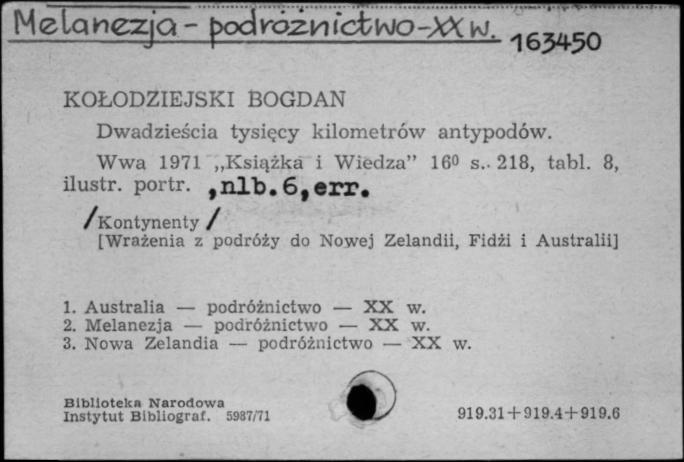 Melanezja - podróżnictwo - XX w.
163450
KOŁODZIEJSKI BOGDAN
Dwadzieścia tysięcy kilometrów antypodów.
Wwa 1971 „Książka i Wiedza” 16⁰ s. 218, tabl. 8,
ilustr. portr. ,nlb.6,err.
/Kontynenty/
[Wrażenia z podróży do Nowej Zelandii, Fidżi i Australii]
1. Australia — podróżnictwo — XX w.
2. Melanezja — podróżnictwo — XX w.
3. Nowa Zelandia — podróżnictwo — XX w.
Biblioteka Narodowa
Instytut Bibliograf. 5987/71
919.31+919.4+919.6